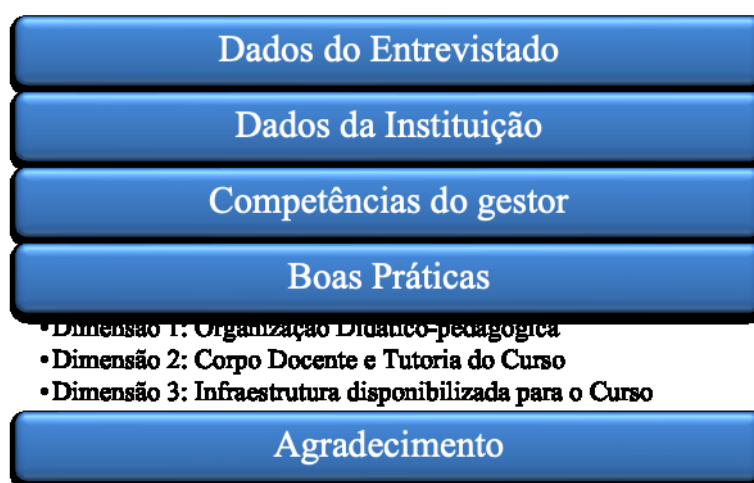 Dados do Entrevistado
Dados da Instituição
Competências do gestor
Boas Práticas
•Dimensão 1: Organização Didático-pedagógica
•Dimensão 2: Corpo Docente e Tutoria do Curso
•Dimensão 3: Infraestrutura disponibilizada para o Curso
Agradecimento